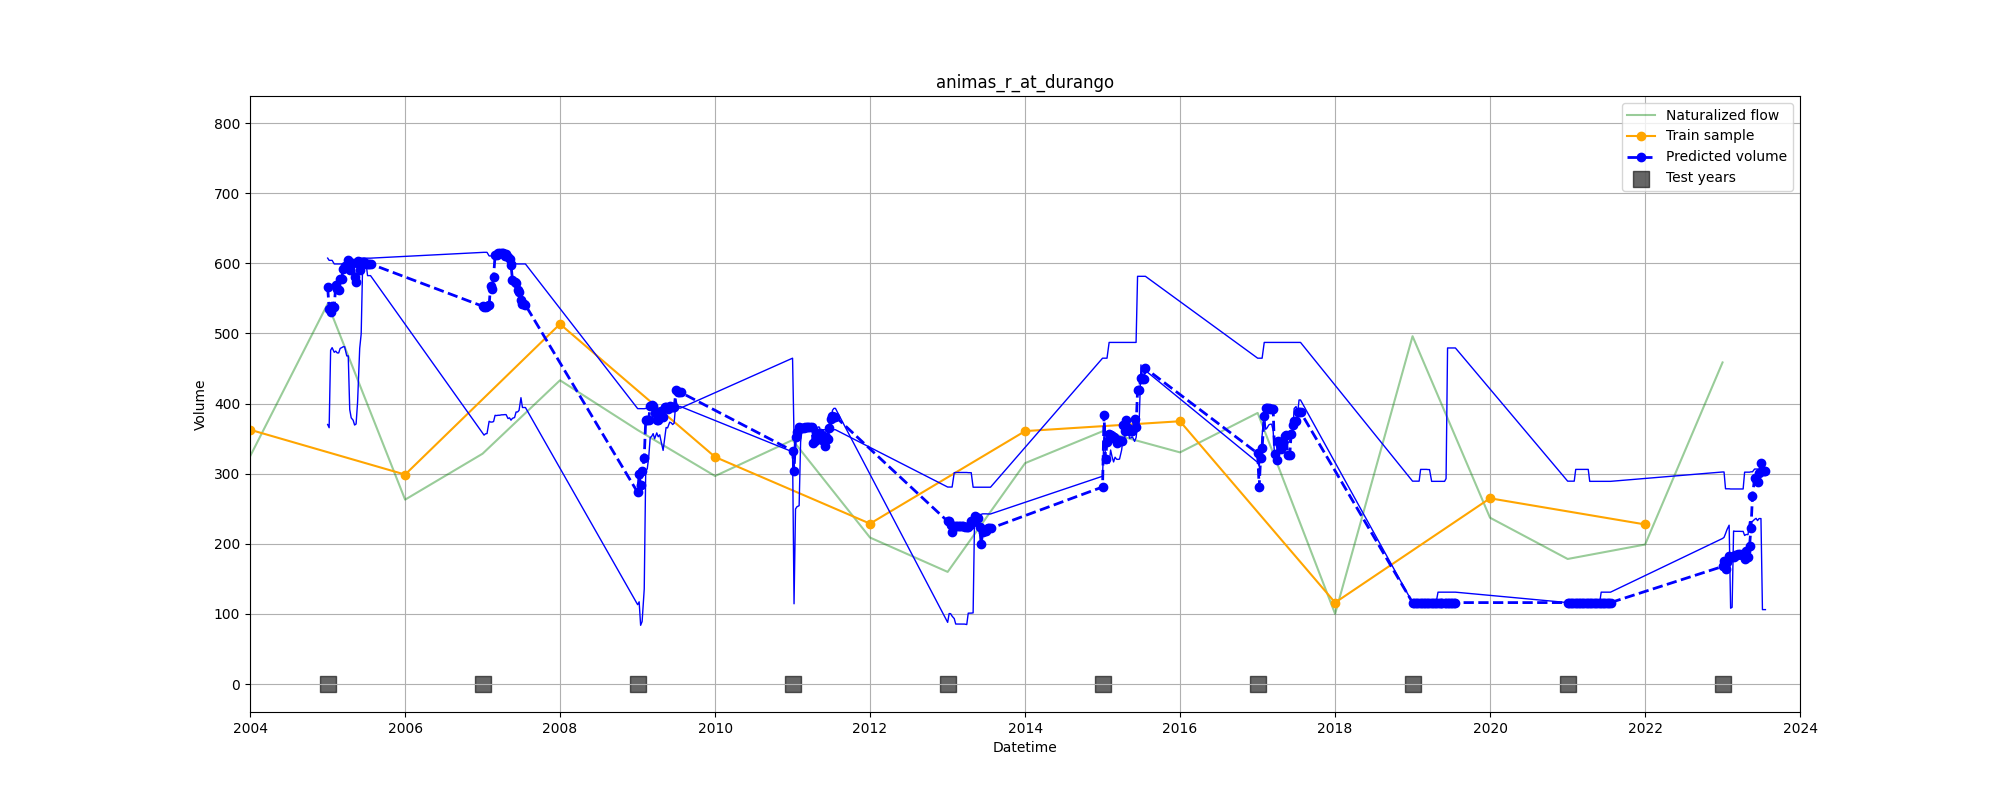 animas_r_at_durango
Naturalized flow
Train sample
Predicted volume
Test years
800
700
600
500
400
300
200
100
0
Volume
2004 2006 2008 2010 2012 2014 2016 2018 2020 2022 2024
Datetime